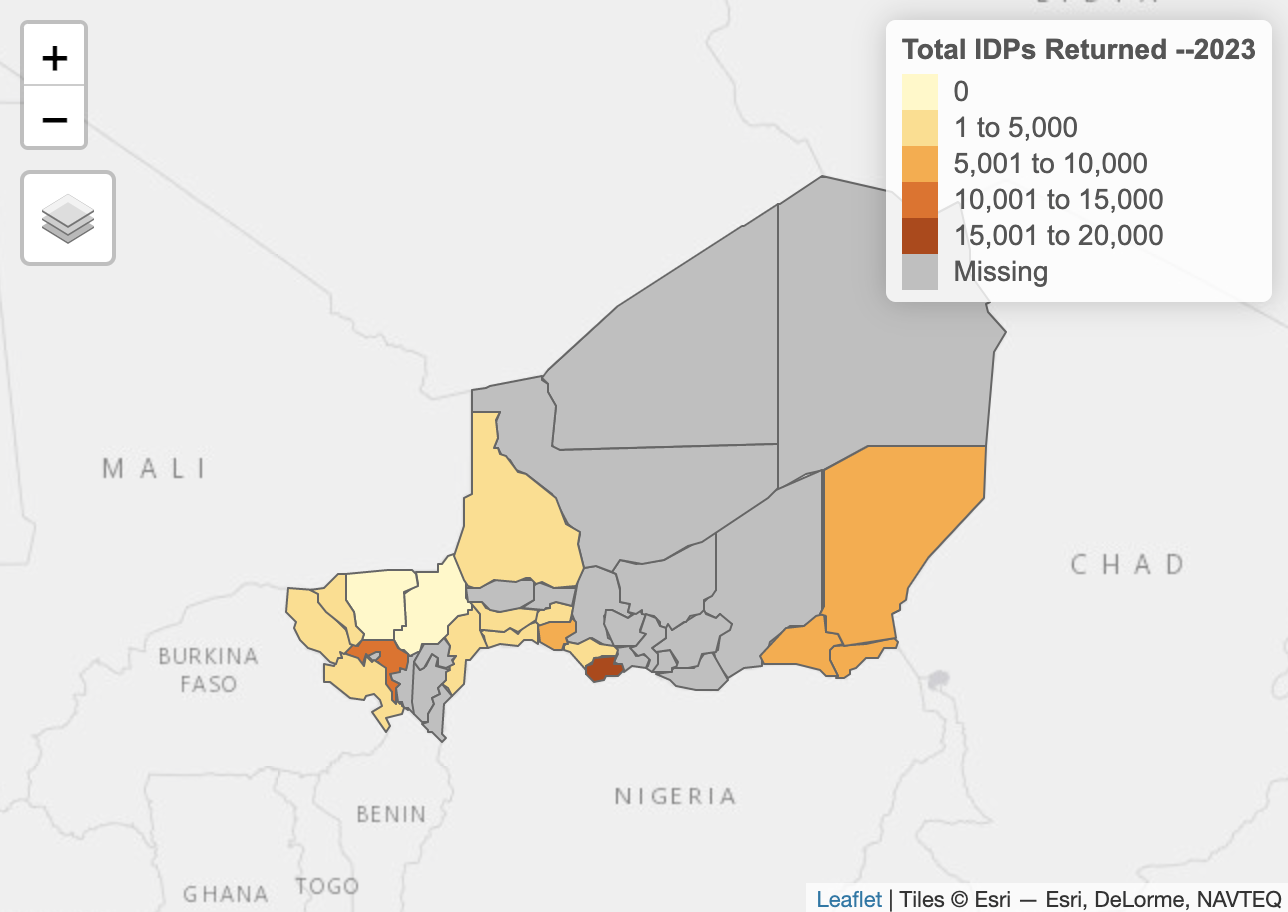 +
−
Total IDPs Returned --2023
0
1 to 5,000
5,001 to 10,000
10,001 to 15,000
15,001 to 20,000
Missing
MALI
CHAD
BURKINA
FASO
NIGERIA
BENIN
GHANA
TOGO
Leaflet | Tiles © Esri — Esri, DeLorme, NAVTEQ